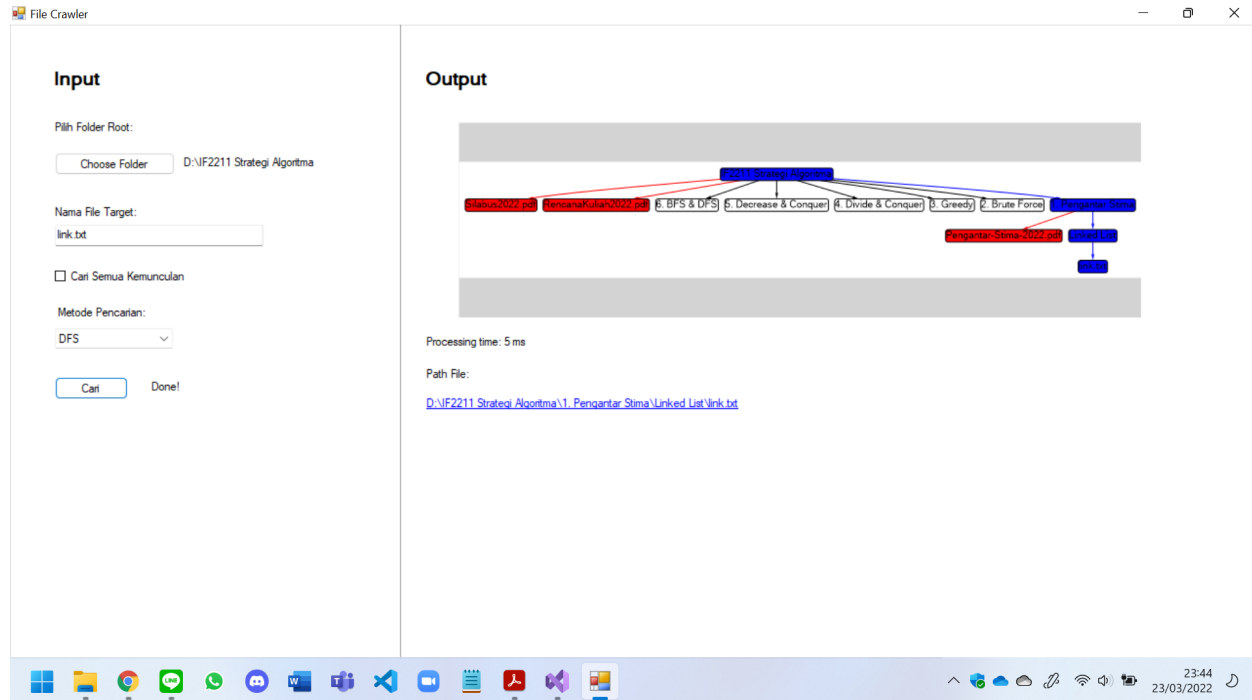 File Crawler
Input
Pilih Folder Root:
Choose Folder
D:\IF2211 Strategi Algoritma
Nama File Target:
link.txt
Cari Semua Kemunculan
Metode Pencarian:
DFS
Cari
Done!
Output
IF2211 Strategi Algoritma
Silabus2022.pdf
RencanaKuliah2022.pdf
6. BFS & DFS
5. Decrease & Conquer
4. Divide & Conquer
3. Greedy
2. Brute Force
1. Pengantar Stima
Pengantar-Stima-2022.pdf
Linked List
link.txt
Processing time: 5 ms
Path File:
D:\IF2211 Strategi Algoritma\1. Pengantar Stima\Linked List\link.txt
LINE
23:44
23/03/2022